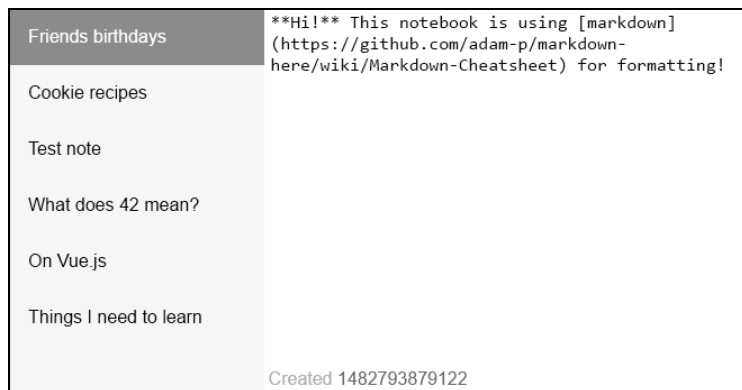 Friends birthdays
Cookie recipes
Test note
What does 42 mean?
On Vue.js
Things I need to learn
**Hi!** This notebook is using [markdown]
(https://github.com/adam-p/markdown-
here/wiki/Markdown-Cheatsheet) for formatting!
Created 1482793879122